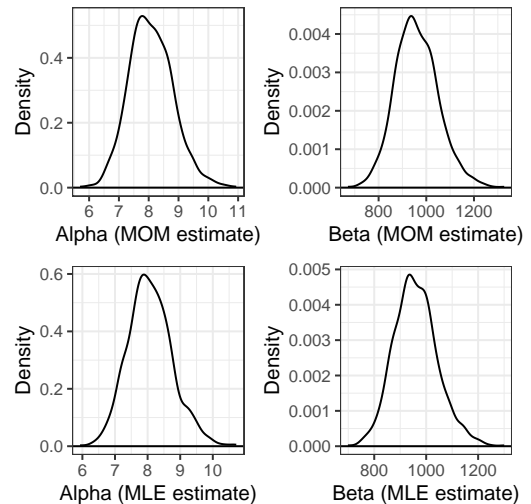 Density
0.4
0.2
0.0
6 7 8 9 10 11
Alpha (MOM estimate)
Density
0.004
0.003
0.002
0.001
0.000
800 1000 1200
Beta (MOM estimate)
Density
0.6
0.4
0.2
0.0
6 7 8 9 10
Alpha (MLE estimate)
Density
0.005
0.004
0.003
0.002
0.001
0.000
800 1000 1200
Beta (MLE estimate)